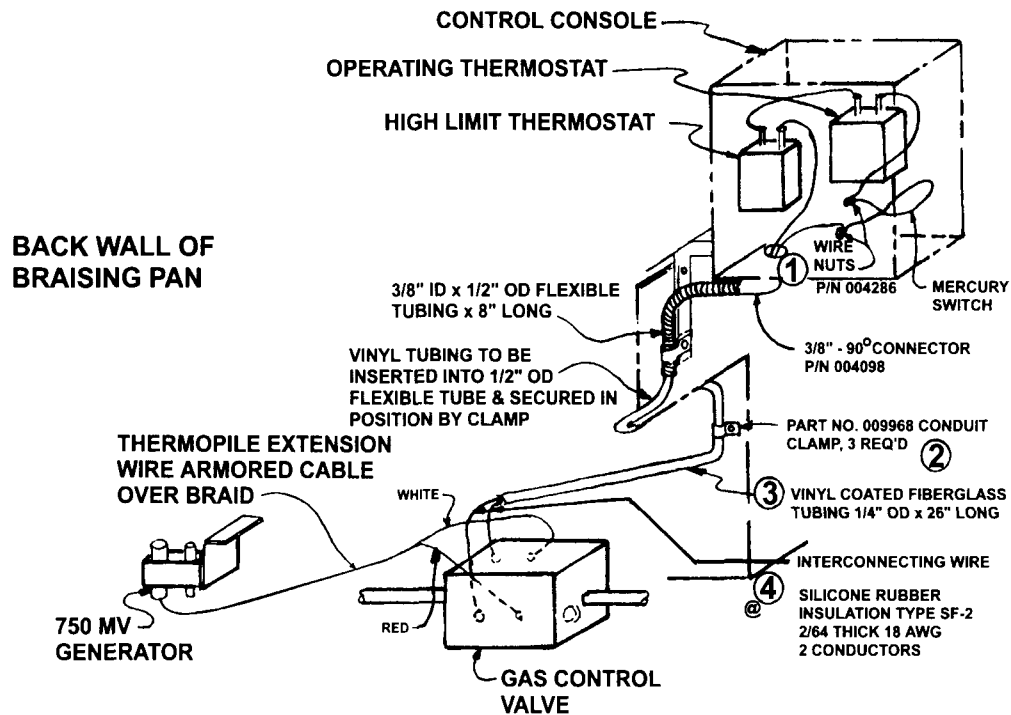 CONTROL CONSOLE
OPERATING THERMOSTAT
HIGH LIMIT THERMOSTAT
BACK WALL OF
BRAISING PAN
WIRE
NUTS
1
P/N 004286
MERCURY
SWITCH
3/8" ID x 1/2" OD FLEXIBLE
TUBING x 8" LONG
3/8" - 90° CONNECTOR
P/N 004098
VINYL TUBING TO BE
INSERTED INTO 1/2" OD
FLEXIBLE TUBE & SECURED IN
POSITION BY CLAMP
PART NO. 009968 CONDUIT
CLAMP, 3 REQ'D
2
THERMOPILE EXTENSION
WIRE ARMORED CABLE
OVER BRAID
WHITE
3
VINYL COATED FIBERGLASS
TUBING 1/4" OD x 26" LONG
INTERCONNECTING WIRE
4
@
SILICONE RUBBER
INSULATION TYPE SF-2
2/64 THICK 18 AWG
2 CONDUCTORS
RED
750 MV
GENERATOR
GAS CONTROL
VALVE